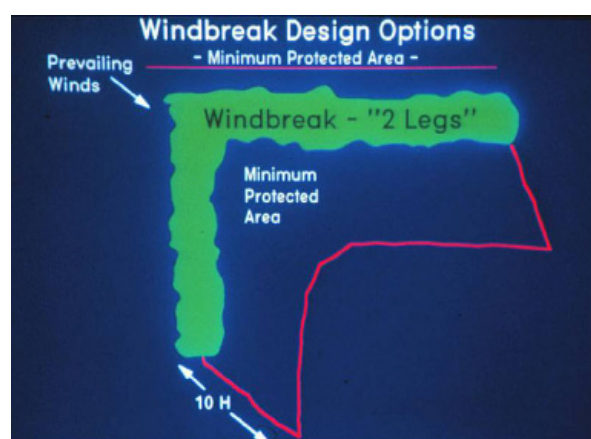 Windbreak Design Options
- Minimum Protected Area -
Prevailing
Winds
Windbreak - "2 Legs"
Minimum
Protected
Area
10 H